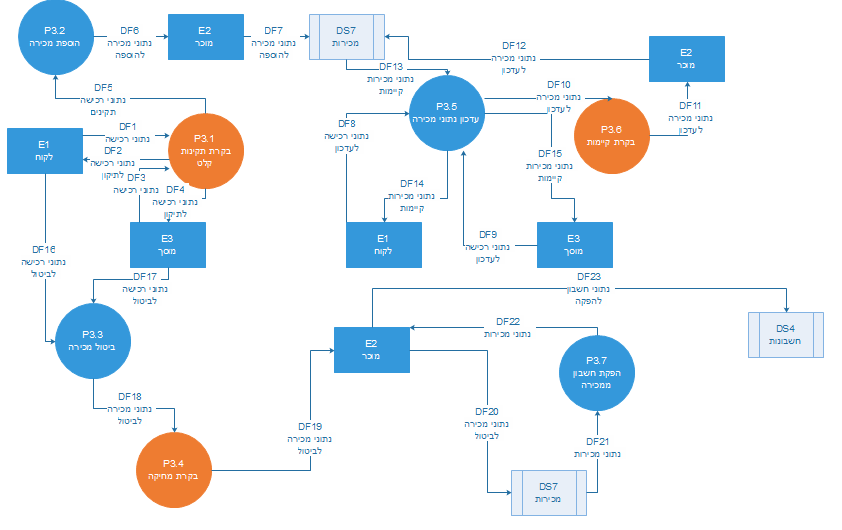 P3.2
הוספת מכירה
DF6
נתוני מכירה
להוספה
E2
מוכר
DF7
נתוני מכירה
להוספה
DS7
מכירות
DF12
נתוני מכירה
לעדכון
E2
מוכר
DF13
נתוני מכירות
קיימות
DF5
נתוני רכישה
תקינים
P3.5
עדכון נתוני מכירה
DF10
נתוני מכירה
לעדכון
DF11
נתוני מכירה
לעדכון
P3.6
בקרת קיימות
E1
לקוח
DF1
נתוני רכישה
DF2
נתוני רכישה
לתיקון
P3.1
בקרת תקינות
קלט
DF8
נתוני רכישה
לעדכון
DF15
נתוני מכירות
קיימות
DF3
נתוני רכישה
DF4
נתוני רכישה
לתיקון
DF14
נתוני מכירות
קיימות
E3
מוסך
E1
לקוח
DF9
נתוני רכישה
לעדכון
E3
מוסך
DF16
נתוני רכישה
לביטול
DF17
נתוני רכישה
לביטול
DF23
נתוני חשבון
להפקה
P3.3
ביטול מכירה
E2
מוכר
DF22
נתוני מכירות
DS4
חשבונות
P3.7
הפקת חשבון
ממכירה
DF18
נתוני מכירה
לביטול
DF19
נתוני מכירה
לביטול
DF20
נתוני מכירה
לביטול
DF21
נתוני מכירות
P3.4
בקרת מחיקה
DS7
מכירות